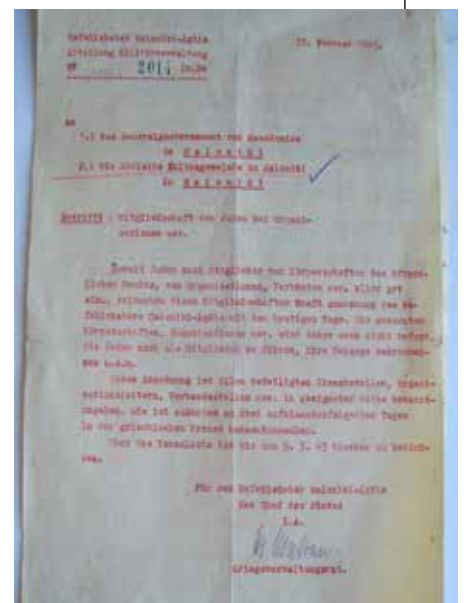 Befehlshaber Saloniki-Ägäis
Abteilung Militärverwaltung
2014
Februar 1943.
An
1.) Das Generalgouvernement von Macedonien
in Saloniki
2.) Die jüdische Kultusgemeinde in Saloniki
in Saloniki
Betrifft: Mitgliedschaft von Juden bei Organi-
sationen usw.
Soweit Juden noch Mitglieder von Körperschaften des öffent-
lichen Rechts, von Organisationen, Verbänden usw. aller Art
sind, erlöschen diese Mitgliedschaften Kraft Anordnung des Be-
fehlshabers Saloniki-Ägäis mit dem heutigen Tage. Die genannten
Körperschaften, Organisationen usw. sind daher auch nicht befugt,
die Juden noch als Mitglieder zu führen, ihre Belange
Diese Anordnung ist allen beteiligten Dienststellen, Organi-
sationsleitern, Verbandsstellen usw. in geeigneter Weise bekannt-
zugeben. Sie ist ausserdem an drei aufeinanderfolgenden Tagen
in der griechischen Presse bekanntzumachen.
Über das Veranlasste ist bis zum 5. 3. 43 hierher zu berich-
ten.
Für den Befehlshaber Saloniki-Ägäis
Der Chef des Stabes
I.A.
Kriegsverwaltungsrat.